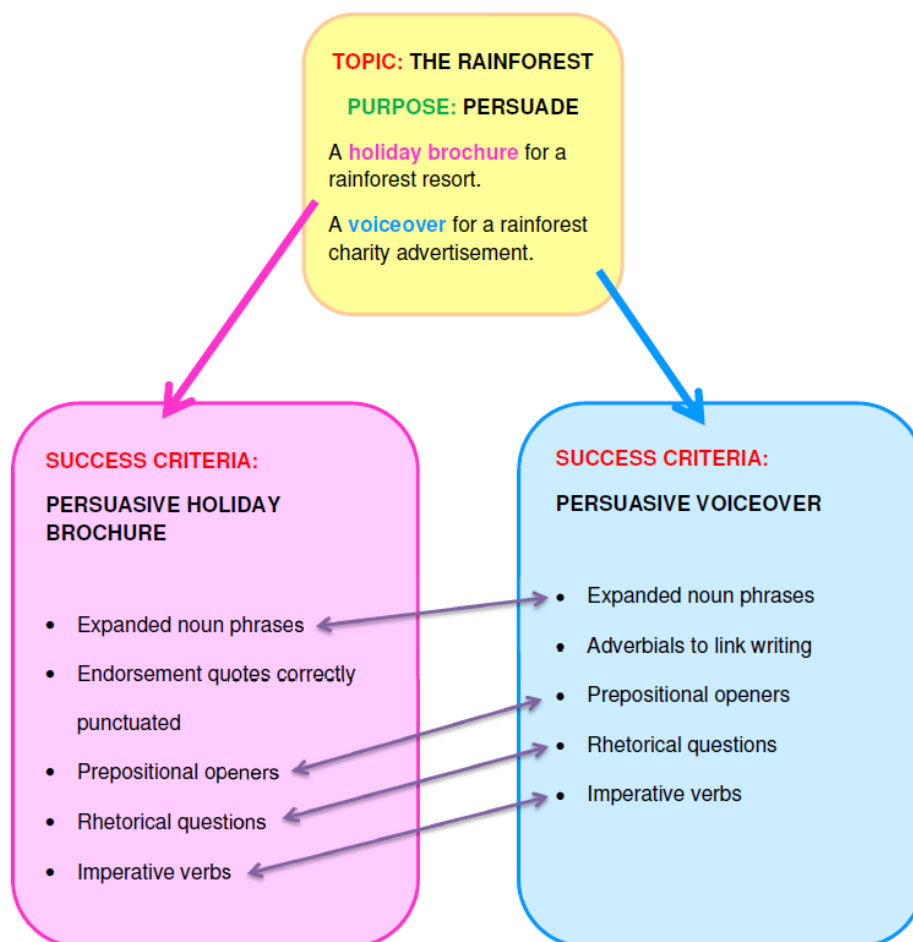 TOPIC: THE RAINFOREST
PURPOSE: PERSUADE
A holiday brochure for a
rainforest resort.
A voiceover for a rainforest
charity advertisement.
SUCCESS CRITERIA:
PERSUASIVE HOLIDAY
BROCHURE
• Expanded noun phrases
• Endorsement quotes correctly
punctuated
• Prepositional openers
• Rhetorical questions
• Imperative verbs
SUCCESS CRITERIA:
PERSUASIVE VOICEOVER
• Expanded noun phrases
• Adverbials to link writing
• Prepositional openers
• Rhetorical questions
• Imperative verbs